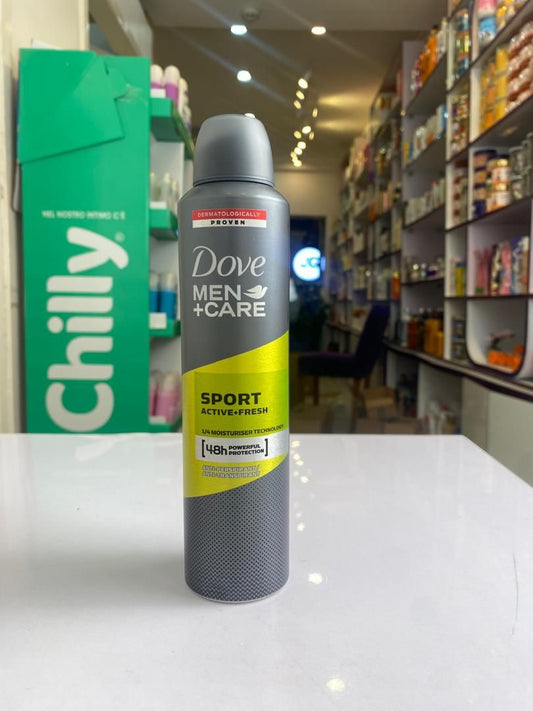 NEL NOSTRO INTIMO C'È
Chilly®
DERMATOLOGICALLY
PROVEN
Dove
MEN
+CARE
SPORT
ACTIVE+FRESH
1/4 MOISTURISER TECHNOLOGY
[48h POWERFUL
PROTECTION]
ANTI-PERSPIRANT/
ANTI-TRANSPIRANT